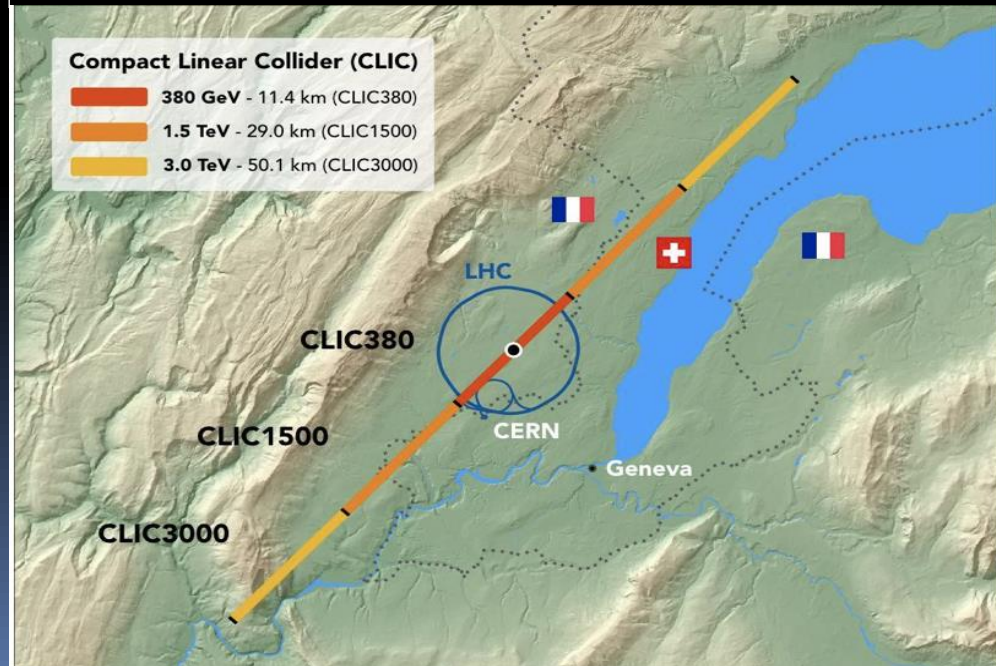 Compact Linear Collider (CLIC)
380 GeV - 11.4 km (CLIC380)
1.5 TeV - 29.0 km (CLIC1500)
3.0 TeV - 50.1 km (CLIC3000)
LHC
CLIC380
CLIC1500
CERN
Geneva
CLIC3000